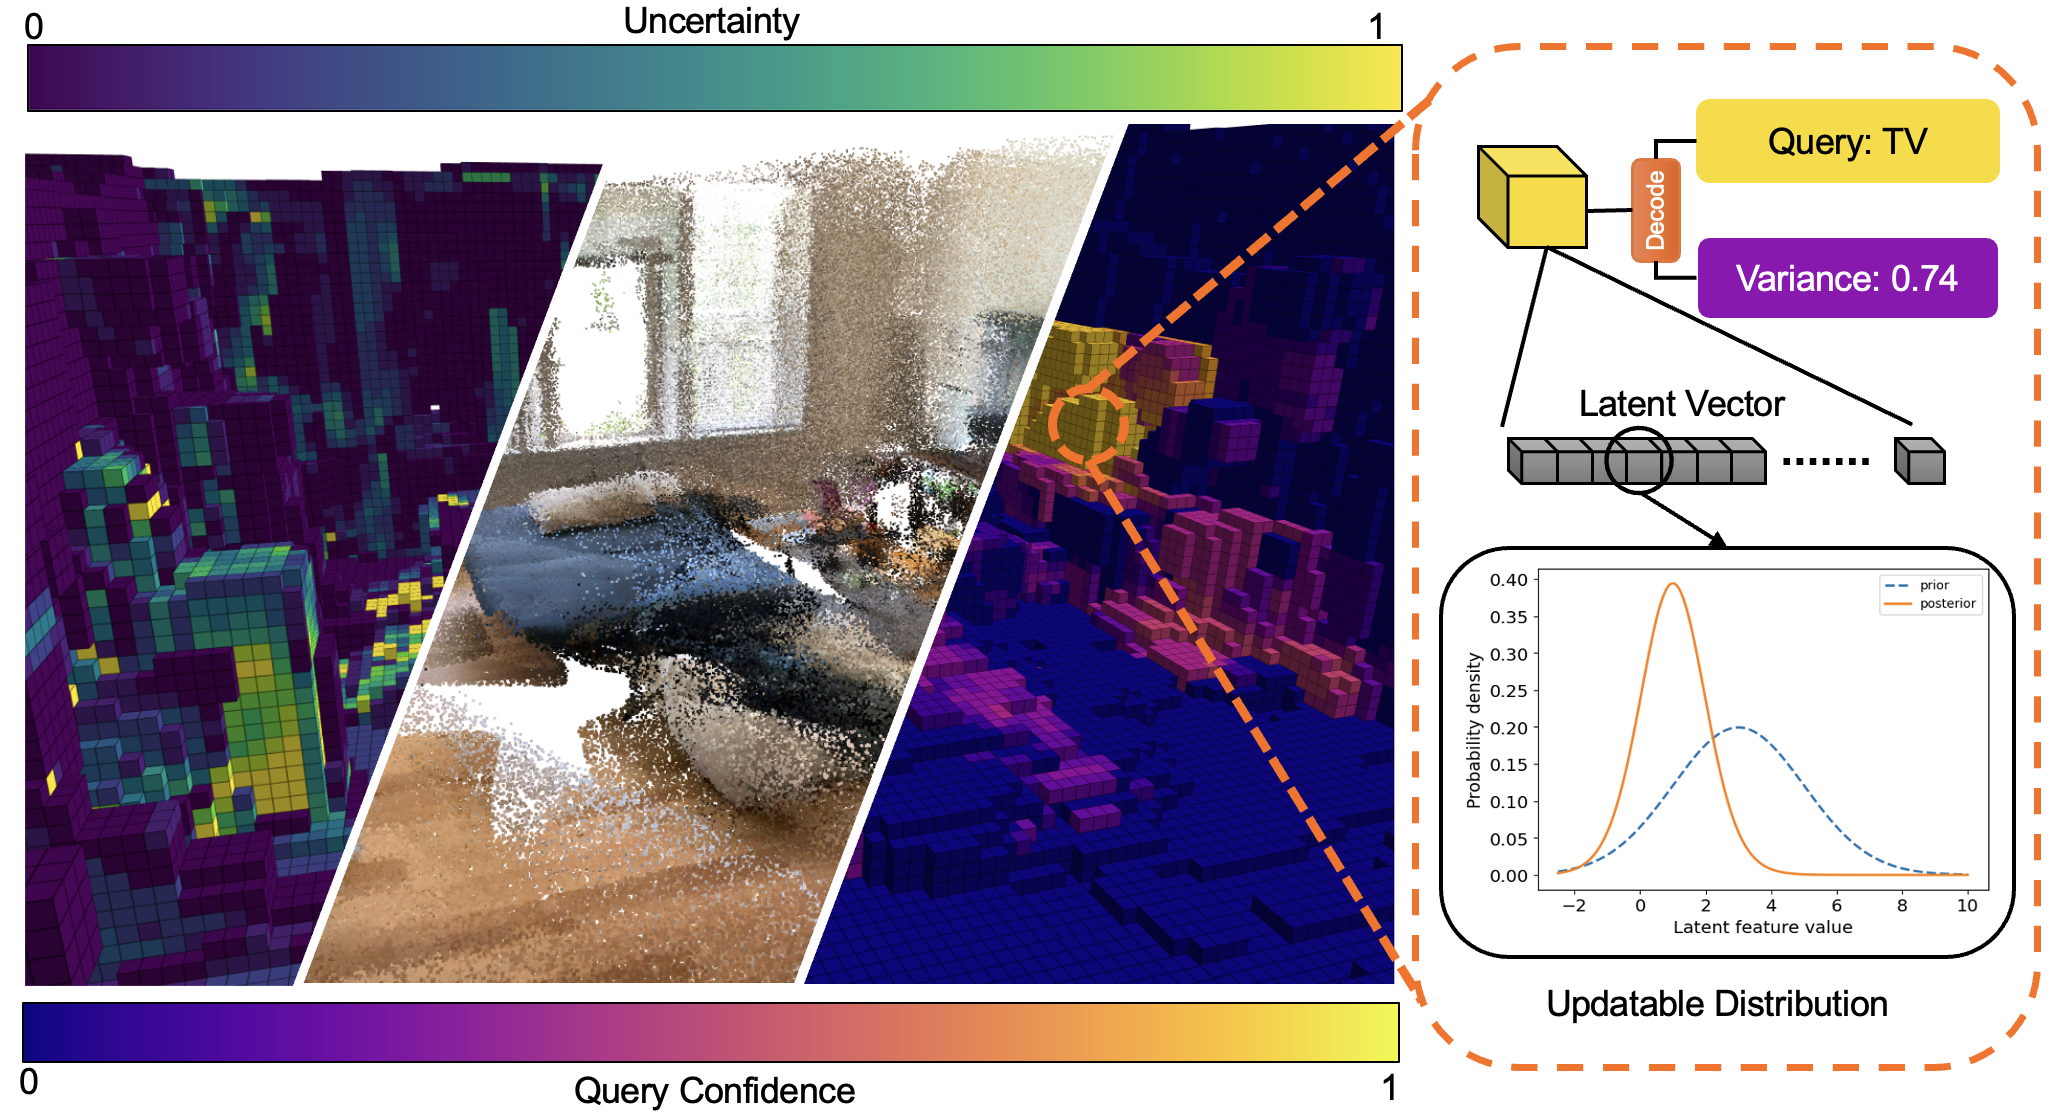 0
Uncertainty
1
Query: TV
Decode
Variance: 0.74
Latent Vector
0.40
0.35
0.30
0.25
0.20
0.15
0.10
0.05
0.00
Probability density
prior
posterior
−2 0 2 4 6 8 10
Latent feature value
Updatable Distribution
0
Query Confidence
1